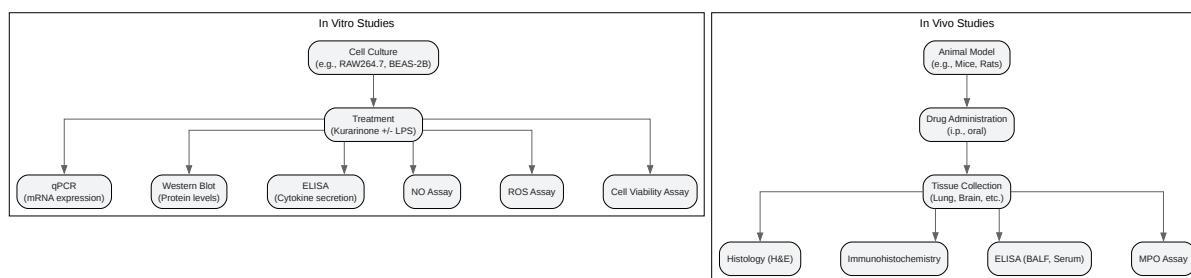 In Vitro Studies
Cell Culture
(e.g., RAW264.7, BEAS-2B)
Treatment
(Kurarinone +/- LPS)
qPCR
(mRNA expression)
Western Blot
(Protein levels)
ELISA
(Cytokine secretion)
NO Assay
ROS Assay
Cell Viability Assay
In Vivo Studies
Animal Model
(e.g., Mice, Rats)
Drug Administration
(i.p., oral)
Tissue Collection
(Lung, Brain, etc.)
Histology (H&E)
Immunohistochemistry
ELISA (BALF, Serum)
MPO Assay